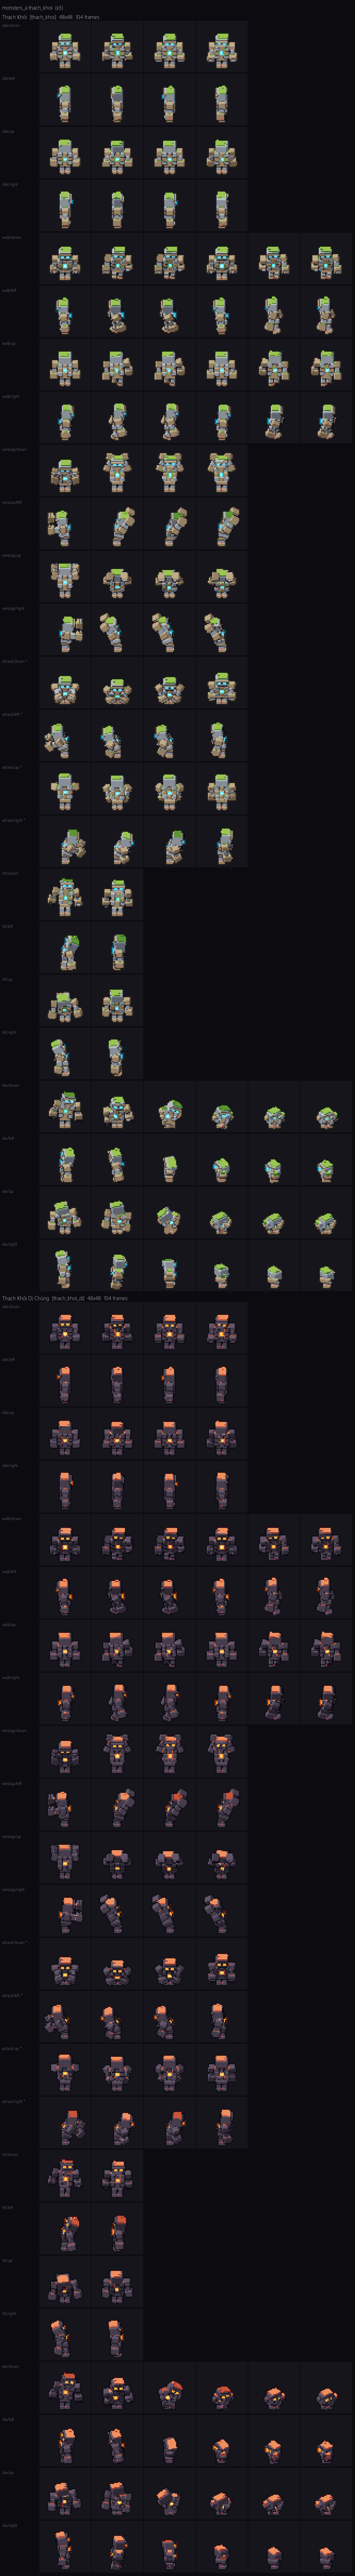 monsters_a thach_khoi (x3)
Thạch Khôi [thach_khoi] 48x48 104 frames
idle/down
idle/left
idle/up
idle/right
walk/down
walk/left
walk/up
walk/right
windup/down
windup/left
windup/up
windup/right
attack/down *
attack/left *
attack/up *
attack/right *
hit/down
hit/left
hit/up
hit/right
die/down
die/left
die/up
die/right
Thạch Khôi Dị Chủng [thach_khoi_di] 48x48 104 frames
idle/down
idle/left
idle/up
idle/right
walk/down
walk/left
walk/up
walk/right
windup/down
windup/left
windup/up
windup/right
attack/down *
attack/left *
attack/up *
attack/right *
hit/down
hit/left
hit/up
hit/right
die/down
die/left
die/up
die/right